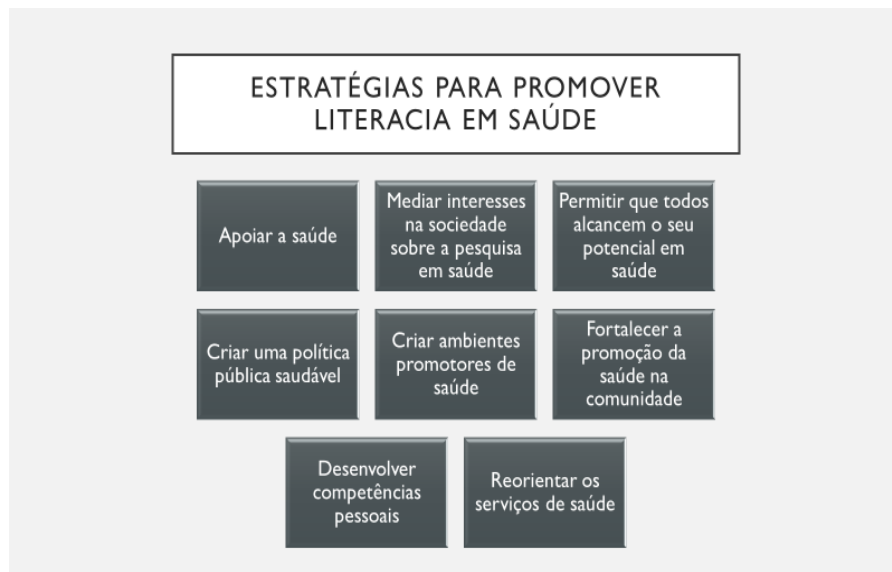 ESTRATÉGIAS PARA PROMOVER
LITERACIA EM SAÚDE
Apoiar a saúde
Mediar interesses
na sociedade
sobre a pesquisa
em saúde
Permitir que todos
alcancem o seu
potencial em
saúde
Criar uma política
pública saudável
Criar ambientes
promotores de
saúde
Fortalecer a
promoção da
saúde na
comunidade
Desenvolver
competências
pessoais
Reorientar os
serviços de saúde